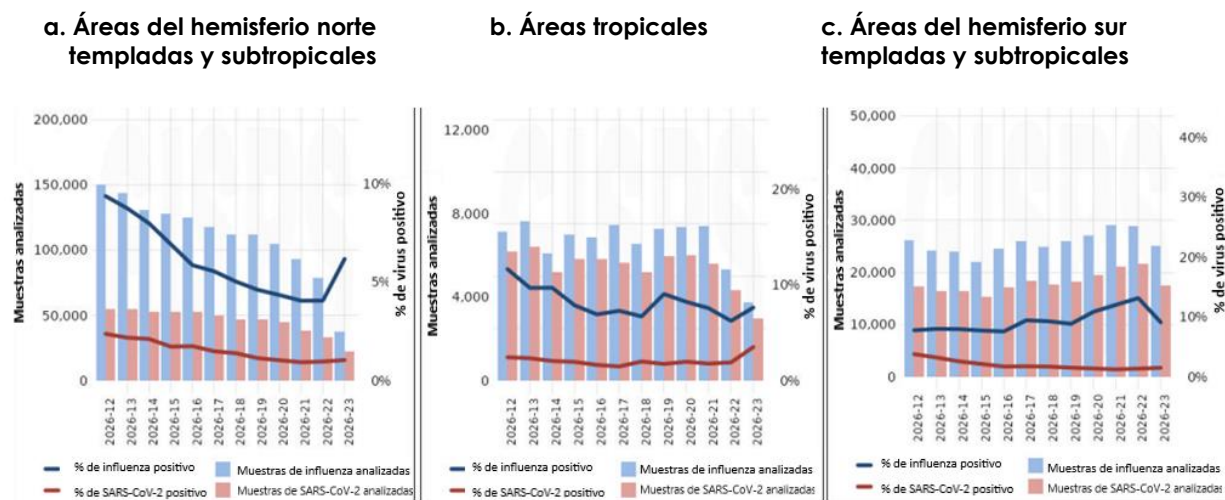 a. Áreas del hemisferio norte
templadas y subtropicales
200,000
150,000
100,000
50,000
0
Muestras analizadas
10%
5%
0%
% de virus positivo
2026-12
2026-13
2026-14
2026-15
2026-16
2026-17
2026-18
2026-19
2026-20
2026-21
2026-22
2026-23
% de influenza positivo
Muestras de influenza analizadas
% de SARS-CoV-2 positivo
Muestras de SARS-CoV-2 analizadas
b. Áreas tropicales
12,000
8,000
4,000
0
Muestras analizadas
20%
10%
0%
% de virus positivo
2026-12
2026-13
2026-14
2026-15
2026-16
2026-17
2026-18
2026-19
2026-20
2026-21
2026-22
2026-23
% de influenza positivo
Muestras de influenza analizadas
% de SARS-CoV-2 positivo
Muestras de SARS-CoV-2 analizadas
c. Áreas del hemisferio sur
templadas y subtropicales
50,000
40,000
30,000
20,000
10,000
0
Muestras analizadas
40%
30%
20%
10%
0%
% de virus positivo
2026-12
2026-13
2026-14
2026-15
2026-16
2026-17
2026-18
2026-19
2026-20
2026-21
2026-22
2026-23
% de influenza positivo
Muestras de influenza analizadas
% de SARS-CoV-2 positivo
Muestras de SARS-CoV-2 analizadas